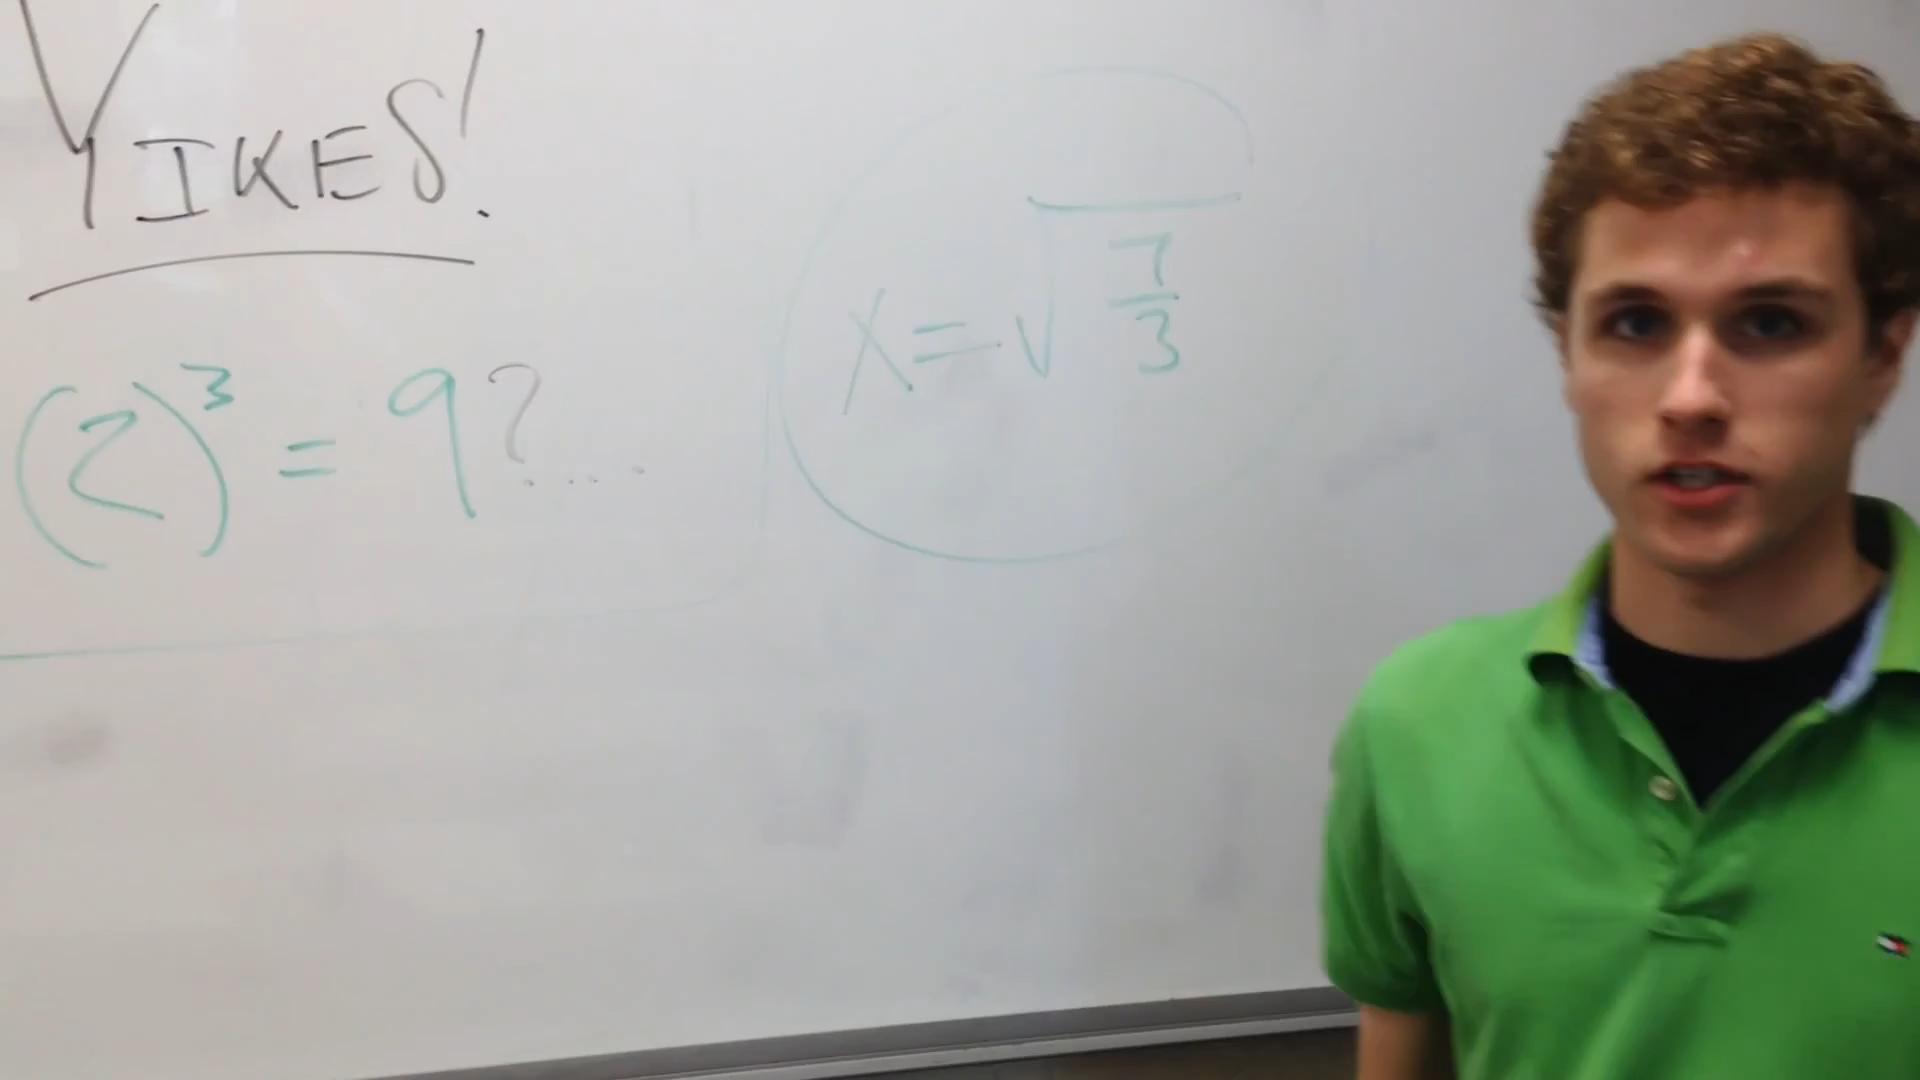 YIKES!
(2)³ = 9?....
x=√7/3